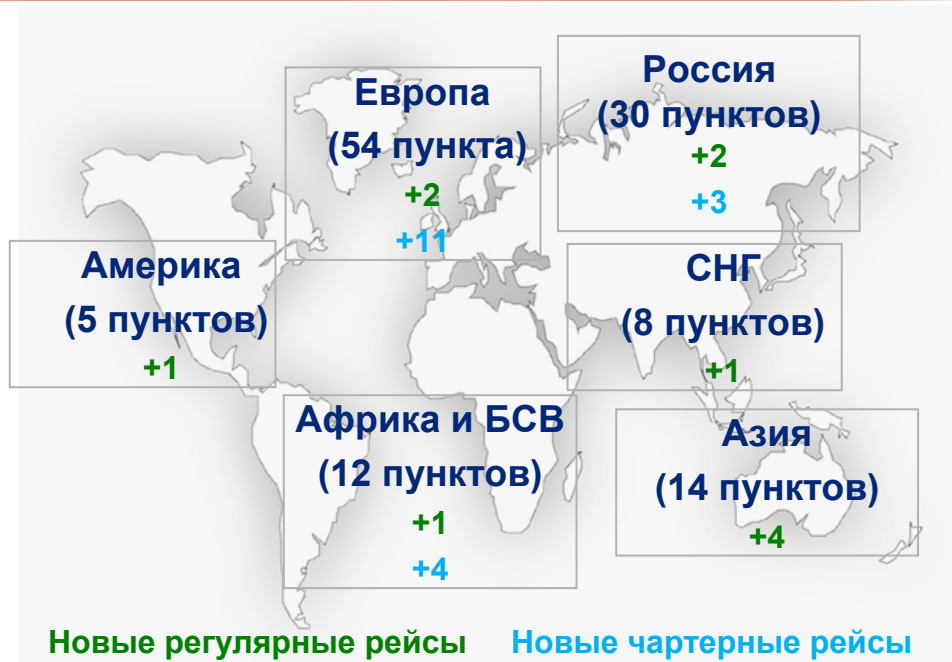 Европа
(54 пункта)
+2
+11
Россия
(30 пунктов)
+2
+3
Америка
(5 пунктов)
+1
СНГ
(8 пунктов)
+1
Африка и БСВ
(12 пунктов)
+1
+4
Азия
(14 пунктов)
+4
Новые регулярные рейсы
Новые чартерные рейсы